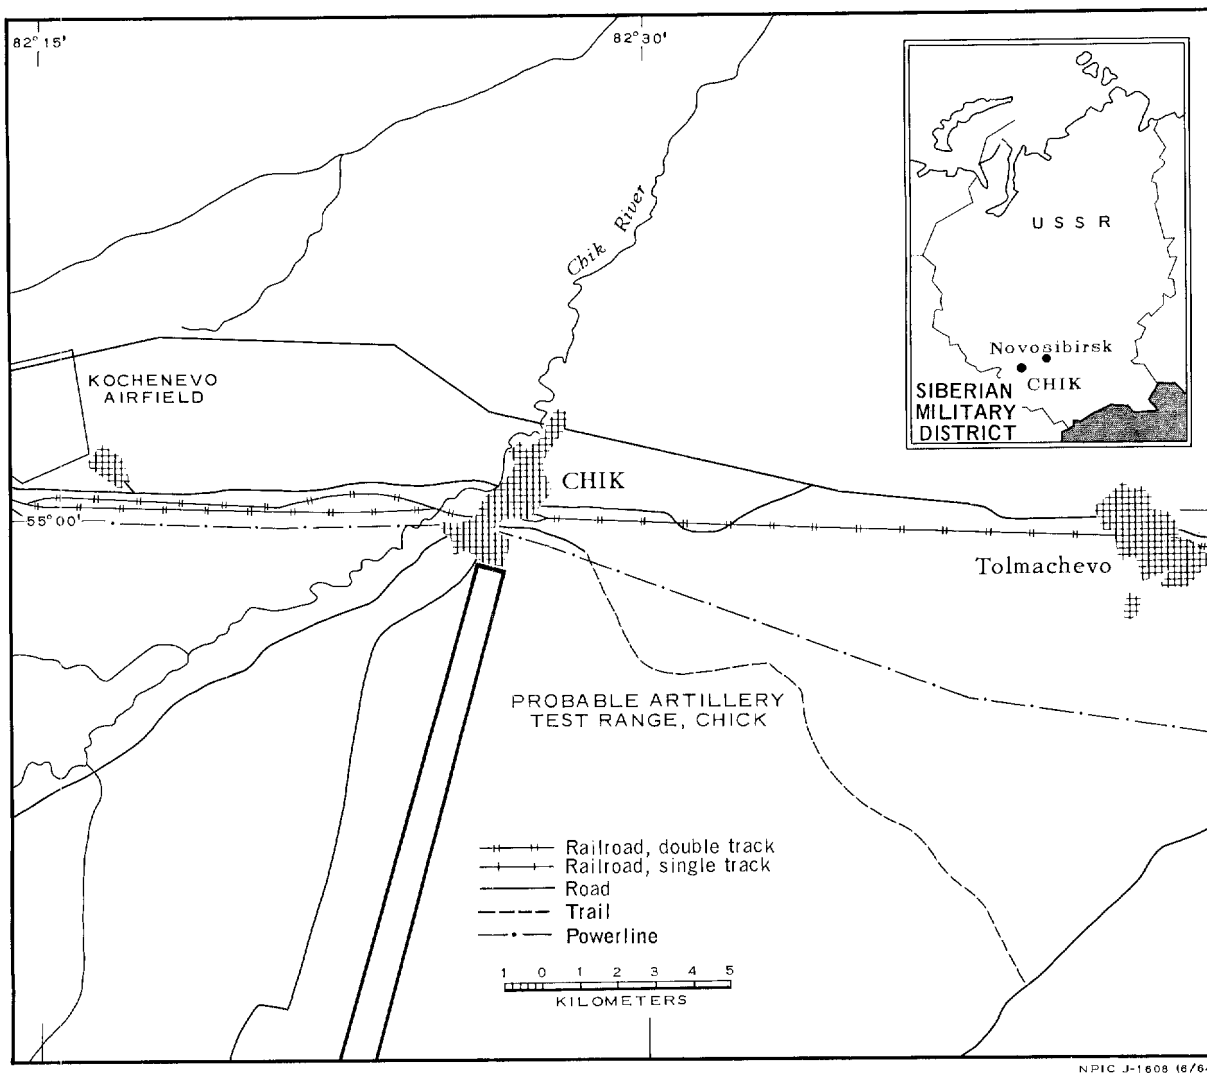 82°15'
82°30'
Chik River
USSR
Novosibirsk
CHIK
SIBERIAN
MILITARY
DISTRICT
KOCHENEVO
AIRFIELD
CHIK
55°00'
Tolmachevo
PROBABLE ARTILLERY
TEST RANGE, CHICK
Railroad, double track
Railroad, single track
Road
Trail
Powerline
1 0 1 2 3 4 5
KILOMETERS
NPIC J-1608 (6/64